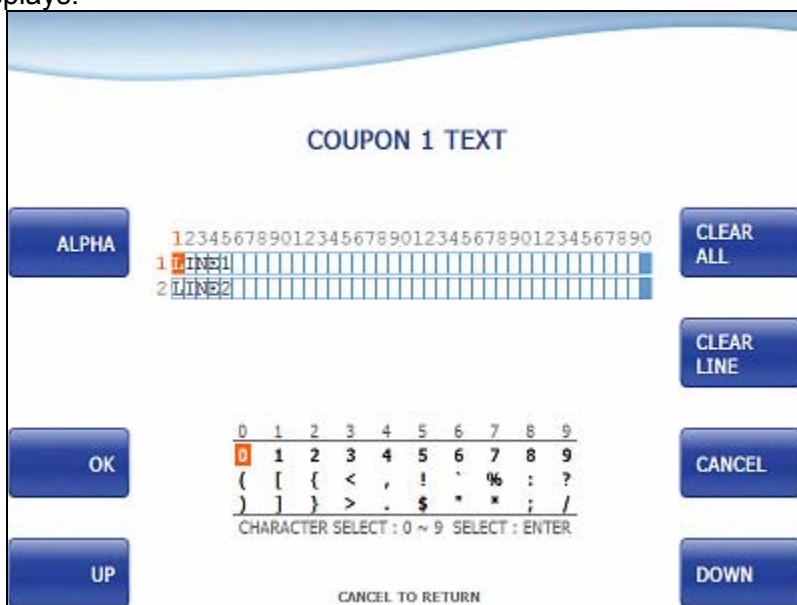 plays.
COUPON 1 TEXT
ALPHA
1234567890123456789012345678901234567890
1 LINE1
2 LINE2
CLEAR
ALL
CLEAR
LINE
0 1 2 3 4 5 6 7 8 9
0 1 2 3 4 5 6 7 8 9
( [ { < , ! ` % : ?
) ] } > . $ " * ; /
CHARACTER SELECT : 0 ~ 9 SELECT : ENTER
OK
CANCEL
UP
DOWN
CANCEL TO RETURN